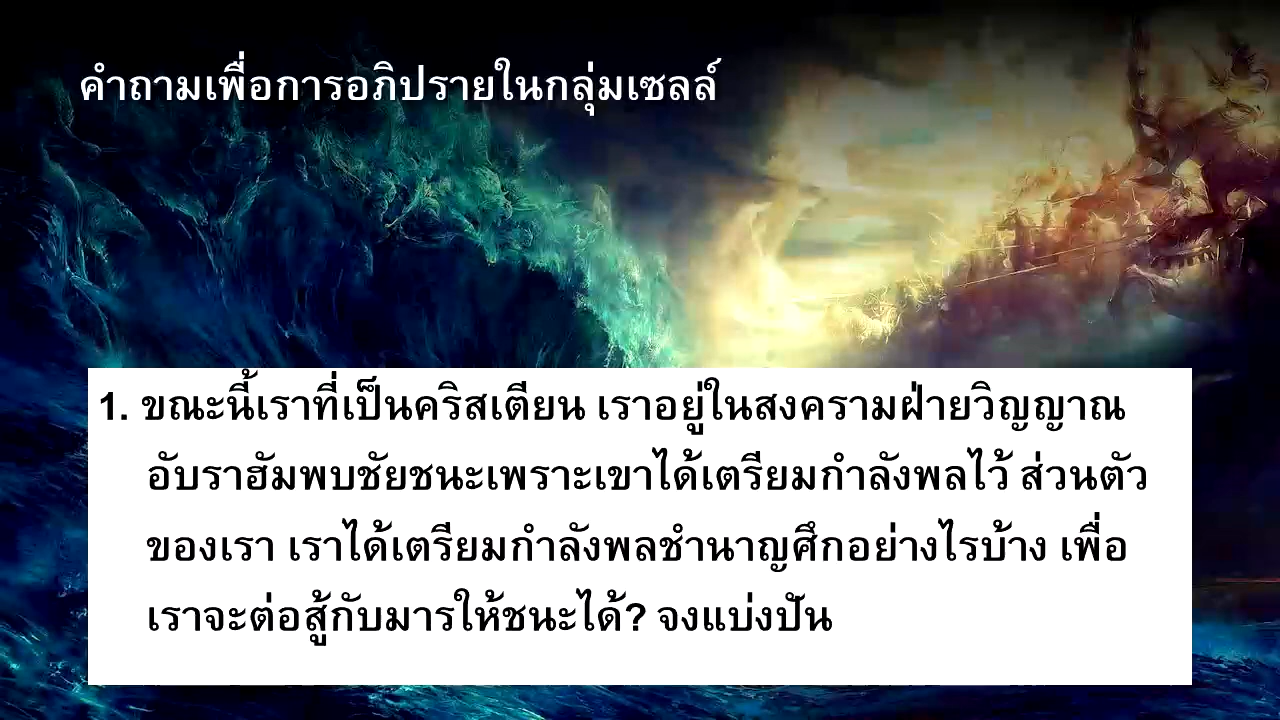 คำถามเพื่อการอภิปรายในกลุ่มเซลล์
1. ขณะนี้เราที่เป็นคริสเตียน เราอยู่ในสงครามฝ่ายวิญญาณ
อับราฮัมพบชัยชนะเพราะเขาได้เตรียมกำลังพลไว้ ส่วนตัว
ของเรา เราได้เตรียมกำลังพลชำนาญศึกอย่างไรบ้าง เพื่อ
เราจะต่อสู้กับมารให้ชนะได้? จงแบ่งปัน